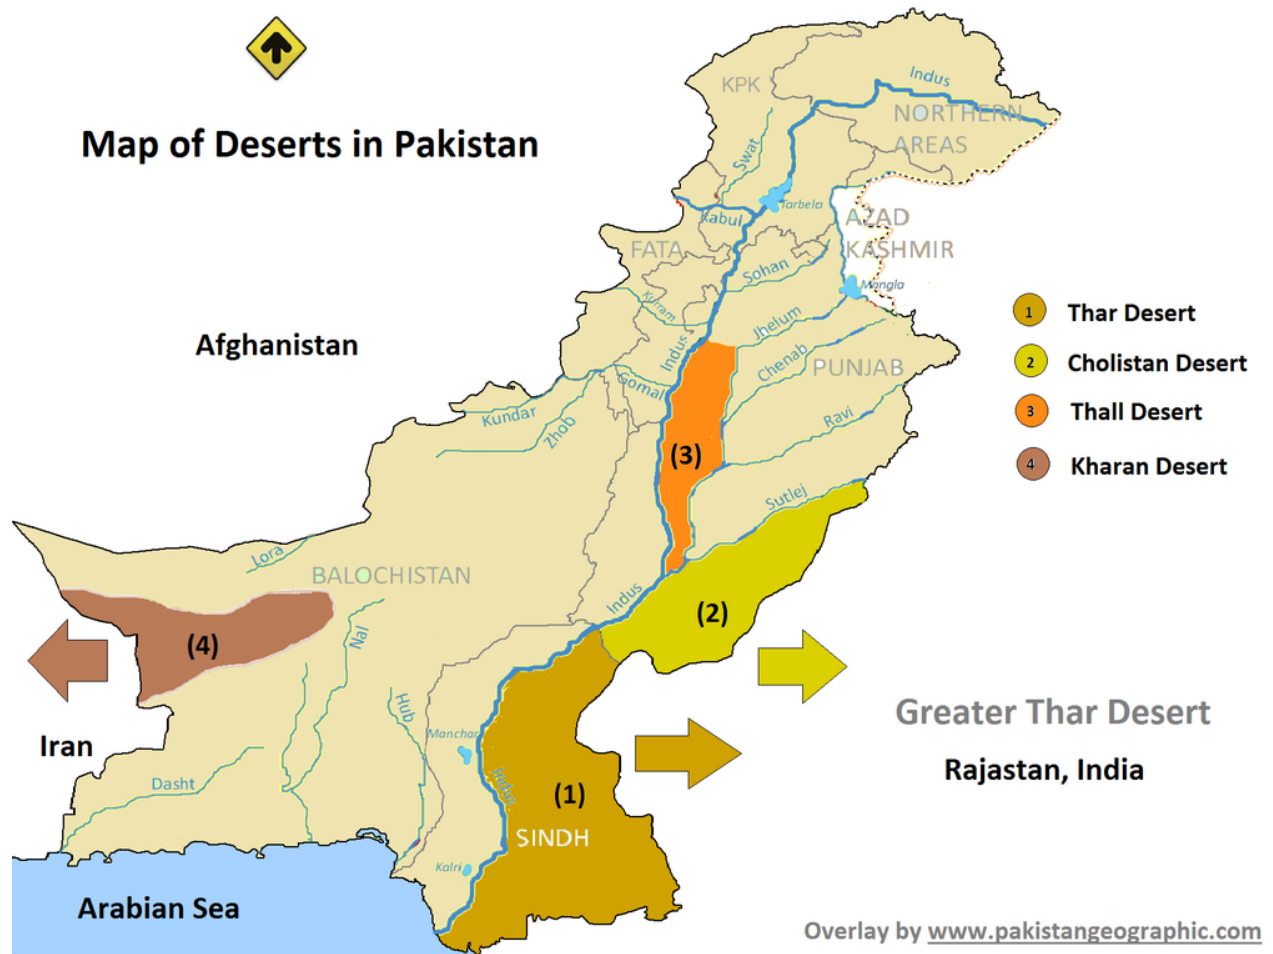 Map of Deserts in Pakistan
KPK
Indus
NORTHERN
AREAS
Swat
Tarbela
Kabul
AZAD
KASHMIR
FATA
Sohan
Mangla
Kurram
Jhelum
Indus
Chenab
PUNJAB
Gomal
Kundar
Zhob
Ravi
(3)
Sutlej
Afghanistan
1 Thar Desert
2 Cholistan Desert
3 Thall Desert
4 Kharan Desert
Lora
BALOCHISTAN
Indus
(2)
(4)
Nal
Hub
Manchar
Iran
Dasht
Indus
(1)
SINDH
Kalri
Greater Thar Desert
Rajastan, India
Arabian Sea
Overlay by www.pakistangeographic.com